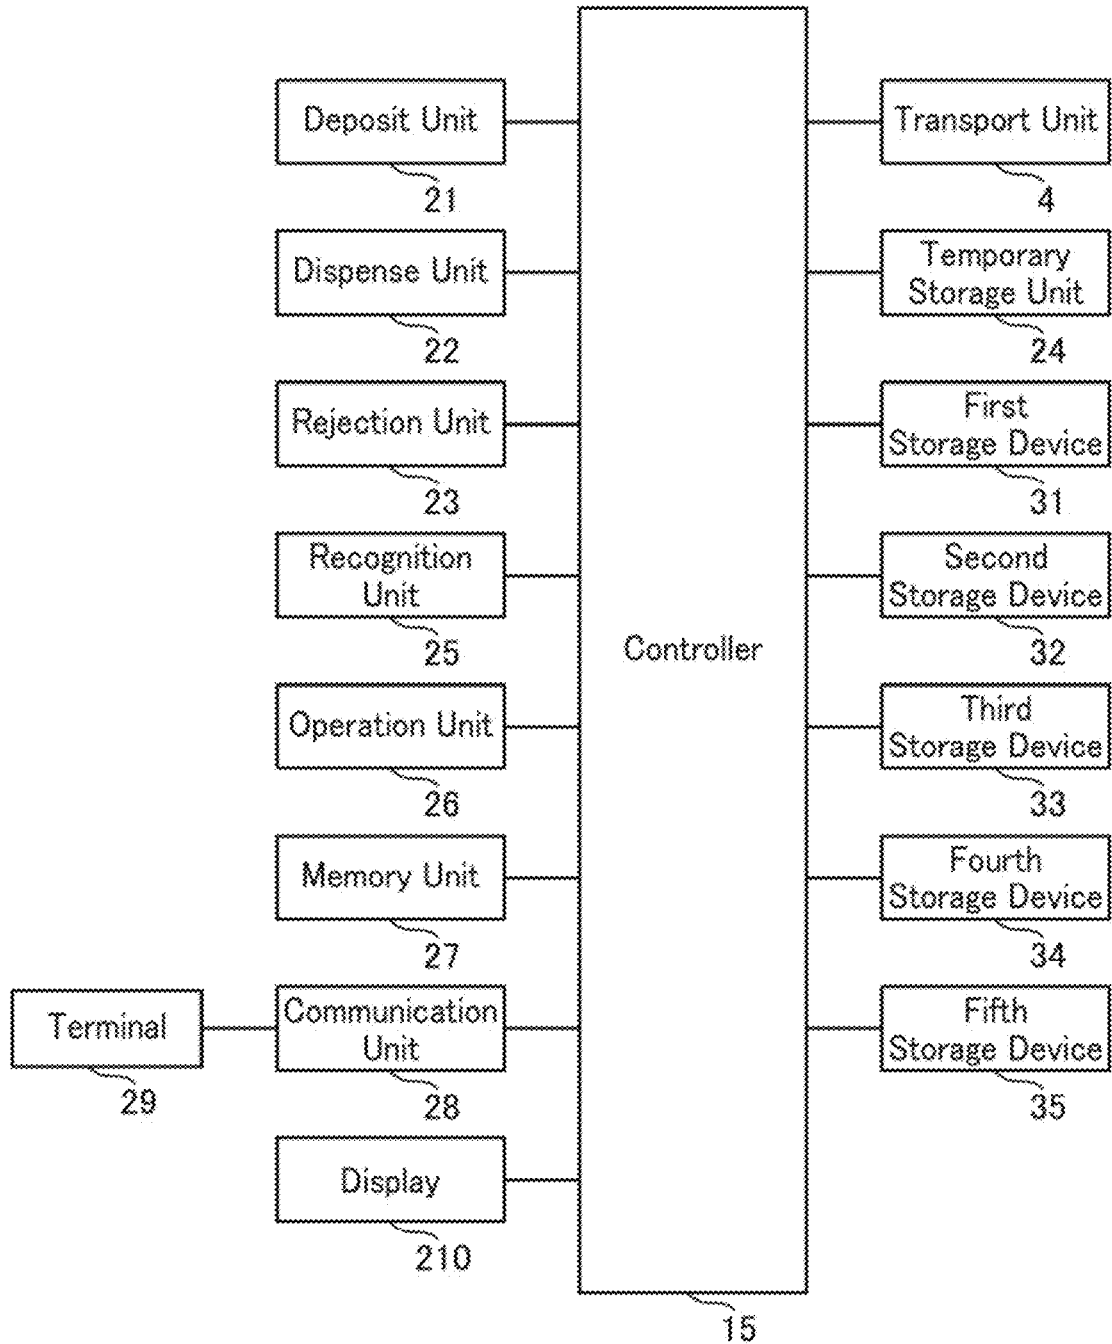 Deposit Unit
21
Dispense Unit
22
Rejection Unit
23
Recognition
Unit
25
Operation Unit
26
Memory Unit
27
Terminal
29
Communication
Unit
28
Display
210
Controller
15
Transport Unit
4
Temporary
Storage Unit
24
First
Storage Device
31
Second
Storage Device
32
Third
Storage Device
33
Fourth
Storage Device
34
Fifth
Storage Device
35